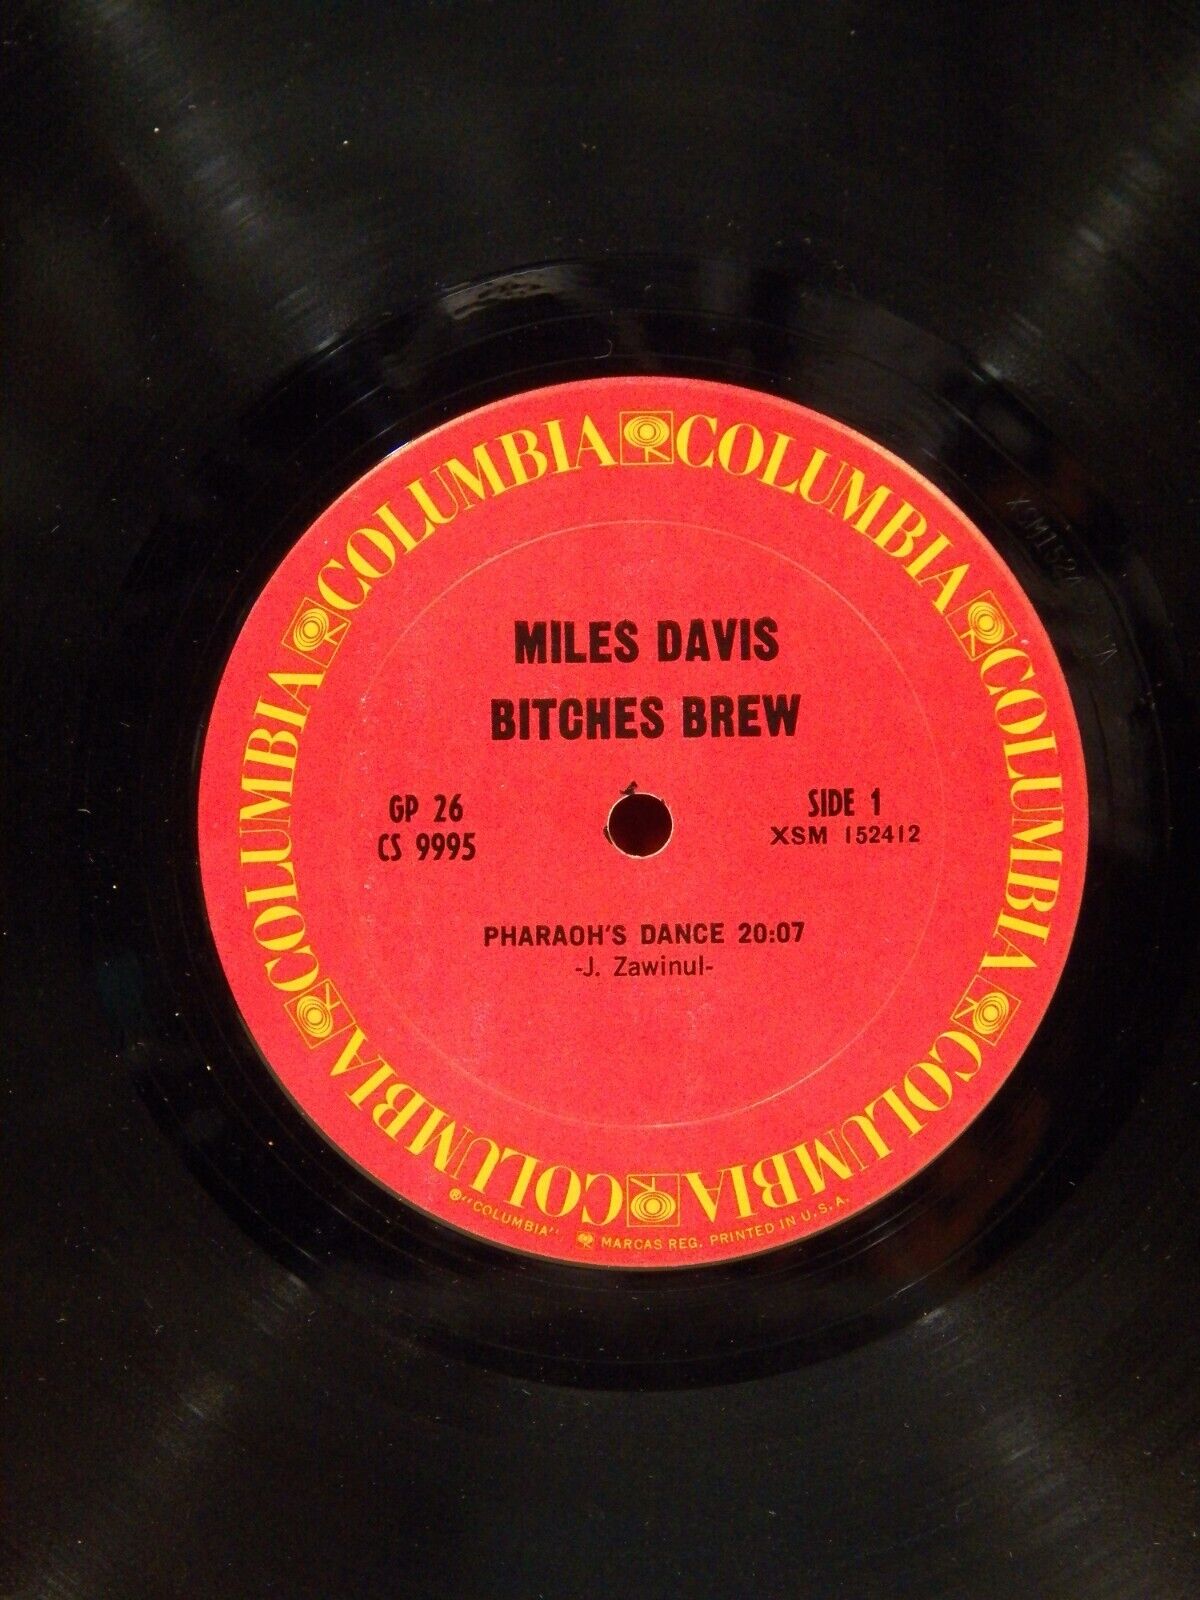 COLUMBIA COLUMBIA COLUMBIA COLUMBIA COLUMBIA COLUMBIA
MILES DAVIS
BITCHES BREW
GP 26
CS 9995
SIDE 1
XSM 152412
PHARAOH'S DANCE 20:07
-J. Zawinul-
®"COLUMBIA" MARCAS REG. PRINTED IN U.S.A.